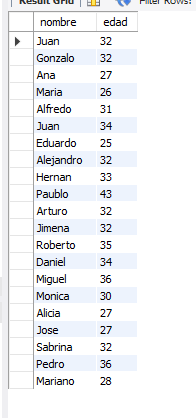 Result Grid Filter Rows:
nombre edad
Juan 32
Gonzalo 32
Ana 27
Maria 26
Alfredo 31
Juan 34
Eduardo 25
Alejandro 32
Hernan 33
Paublo 43
Arturo 32
Jimena 32
Roberto 35
Daniel 34
Miguel 36
Monica 30
Alicia 27
Jose 27
Sabrina 32
Pedro 36
Mariano 28